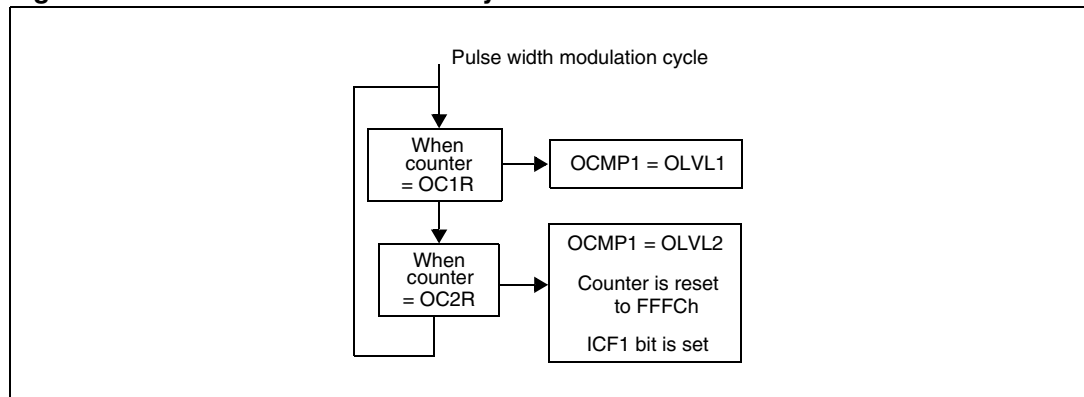 Pulse width modulation cycle
When
counter
= OC1R
OCMP1 = OLVL1
When
counter
= OC2R
OCMP1 = OLVL2
Counter is reset
to FFFCh
ICF1 bit is set